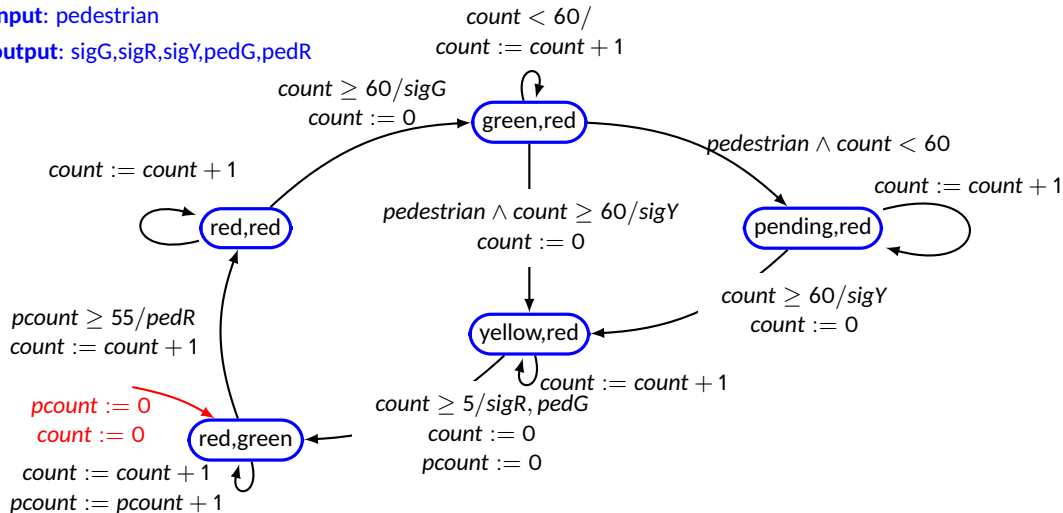 nput: pedestrian
output: sigG,sigR,sigY,pedG,pedR
count < 60/
count := count + 1
count ≥ 60/sigG
count := 0
green,red
pedestrian ∧ count < 60
count := count + 1
count := count + 1
red,red
pedestrian ∧ count ≥ 60/sigY
count := 0
pending,red
count ≥ 60/sigY
count := 0
pcount ≥ 55/pedR
count := count + 1
yellow,red
count := count + 1
count ≥ 5/sigR, pedG
count := 0
pcount := 0
pcount := 0
count := 0
red,green
count := count + 1
pcount := pcount + 1